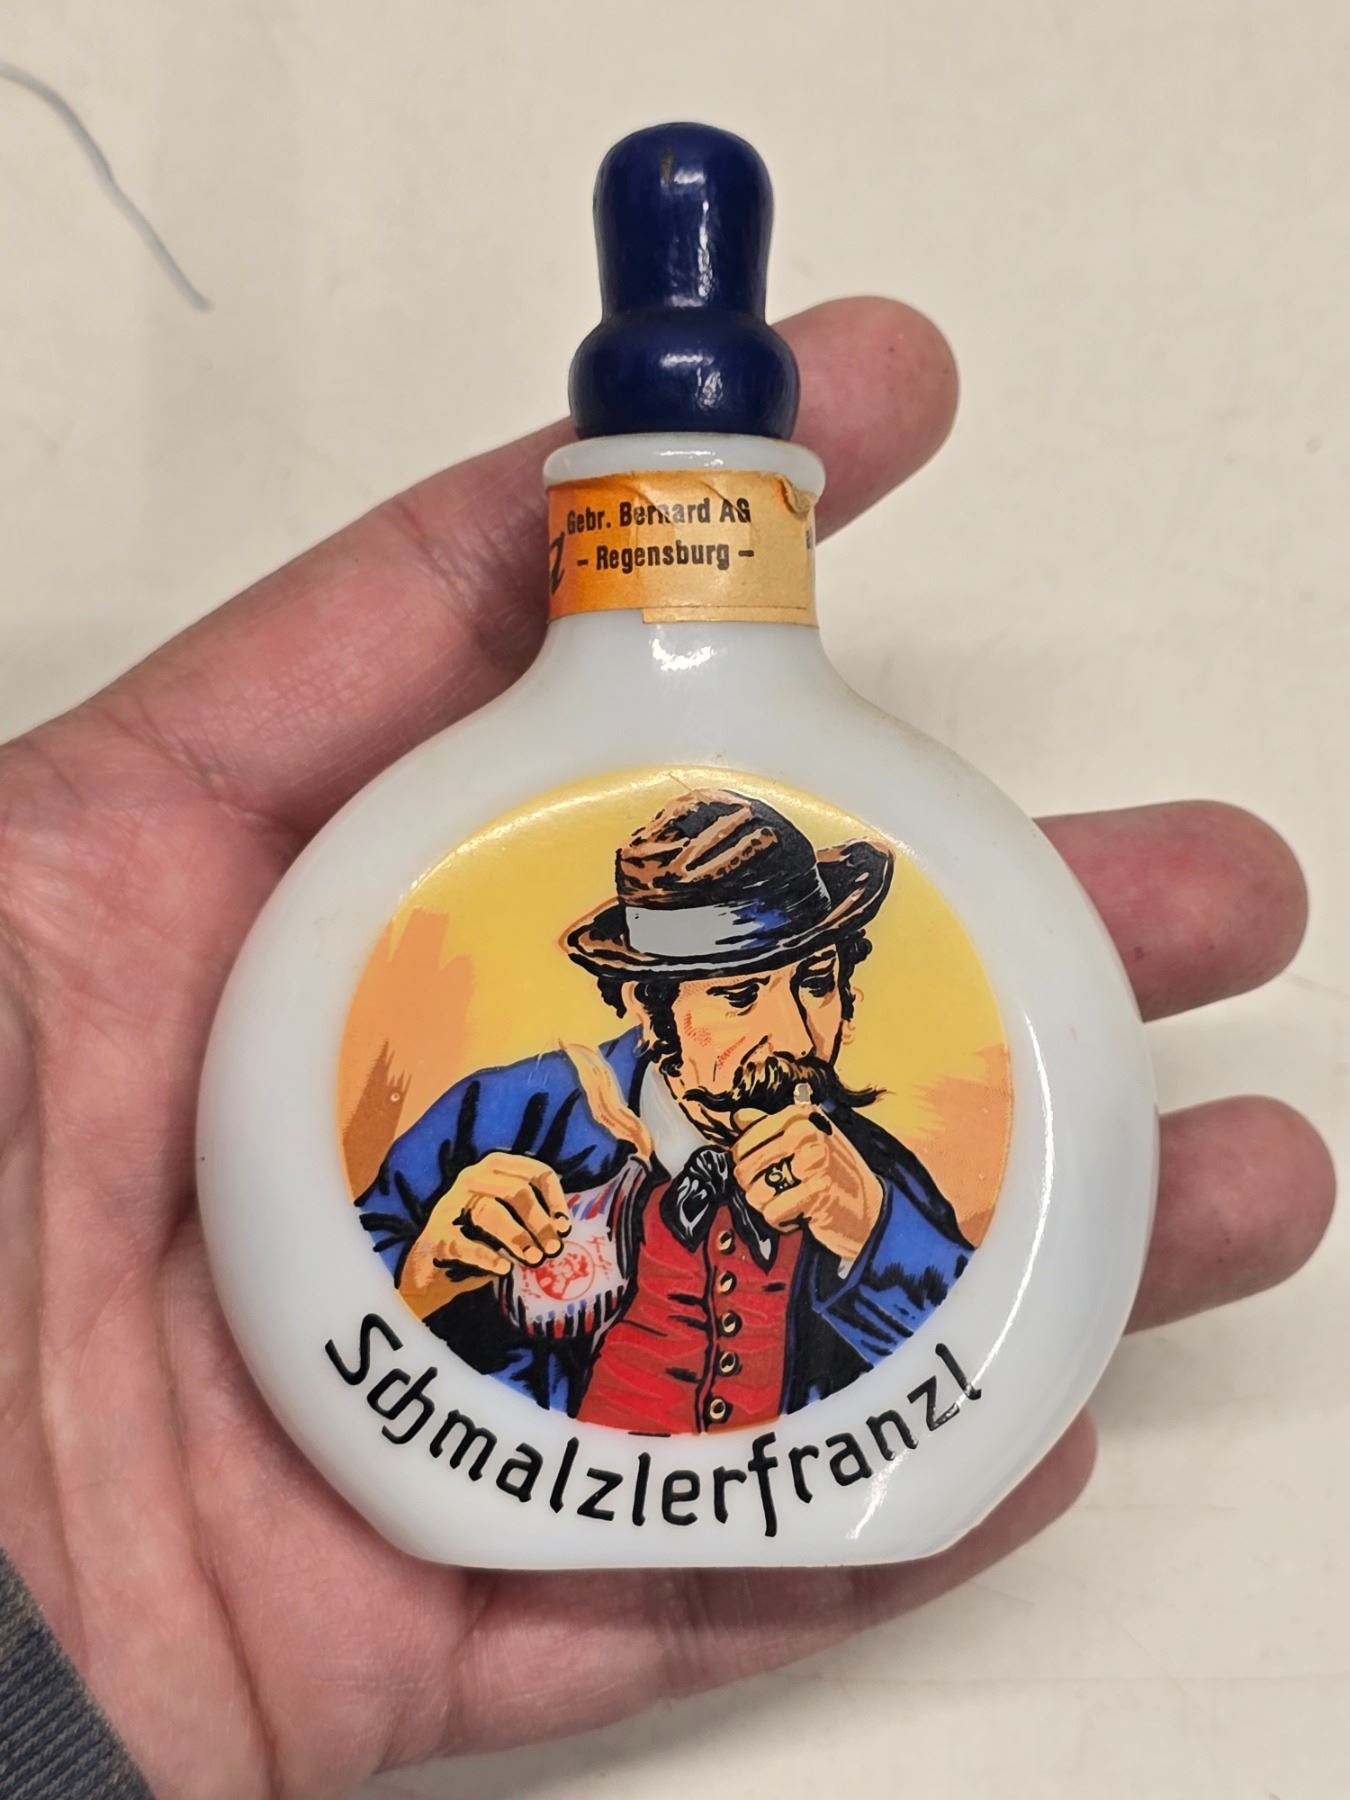 Gebr. Bernard AG
- Regensburg -
Schmalzlerfranzl